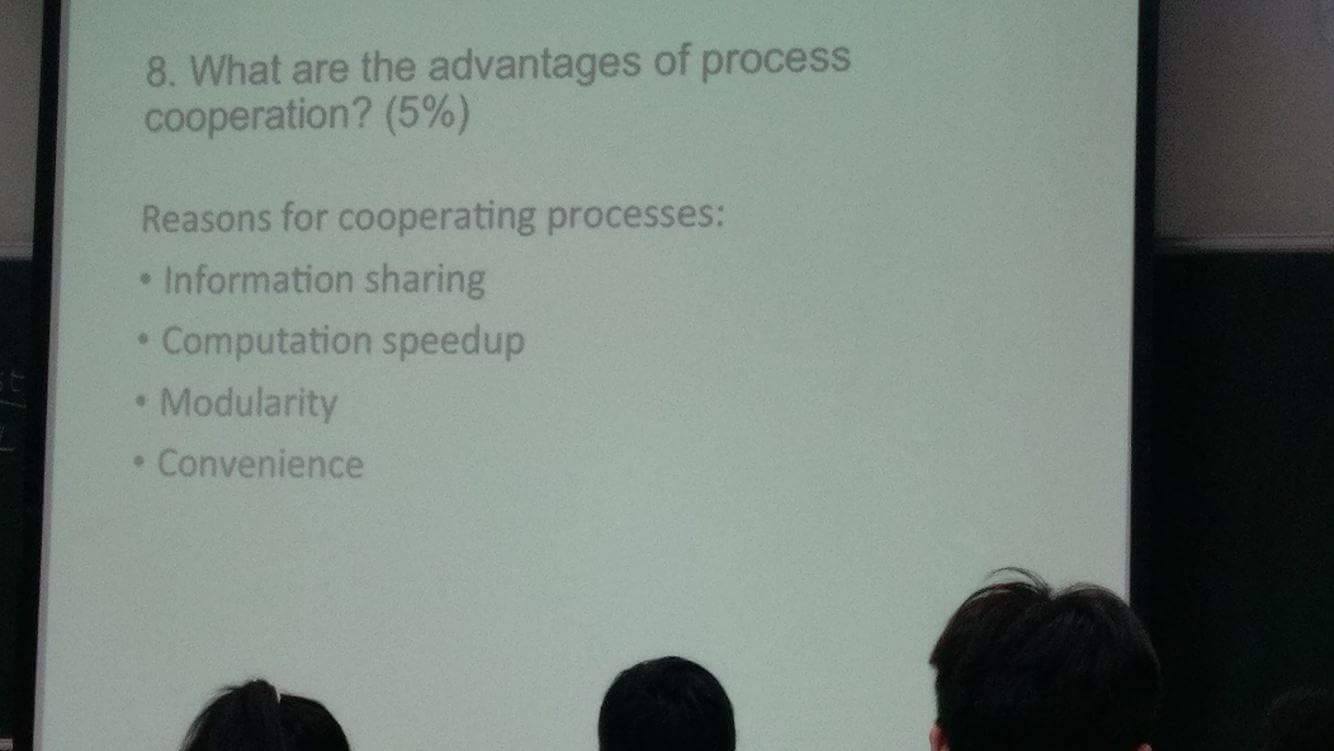 8. What are the advantages of process
cooperation? (5%)
Reasons for cooperating processes:
• Information sharing
• Computation speedup
• Modularity
• Convenience